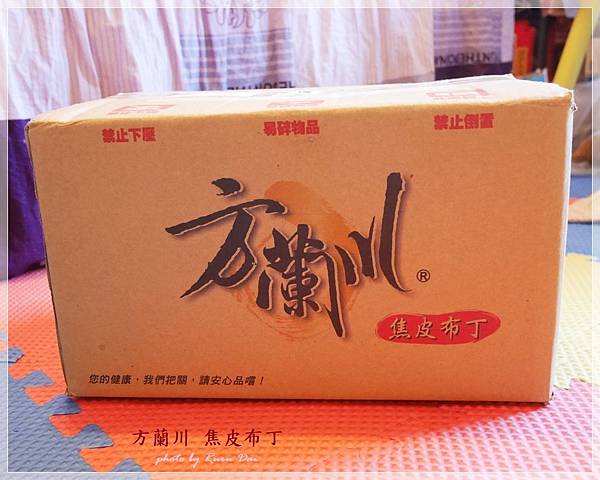 禁止下壓
易碎物品
禁止倒置
方蘭川®
焦皮布丁
您的健康，我們把關，請安心品嚐！
方蘭川 焦皮布丁